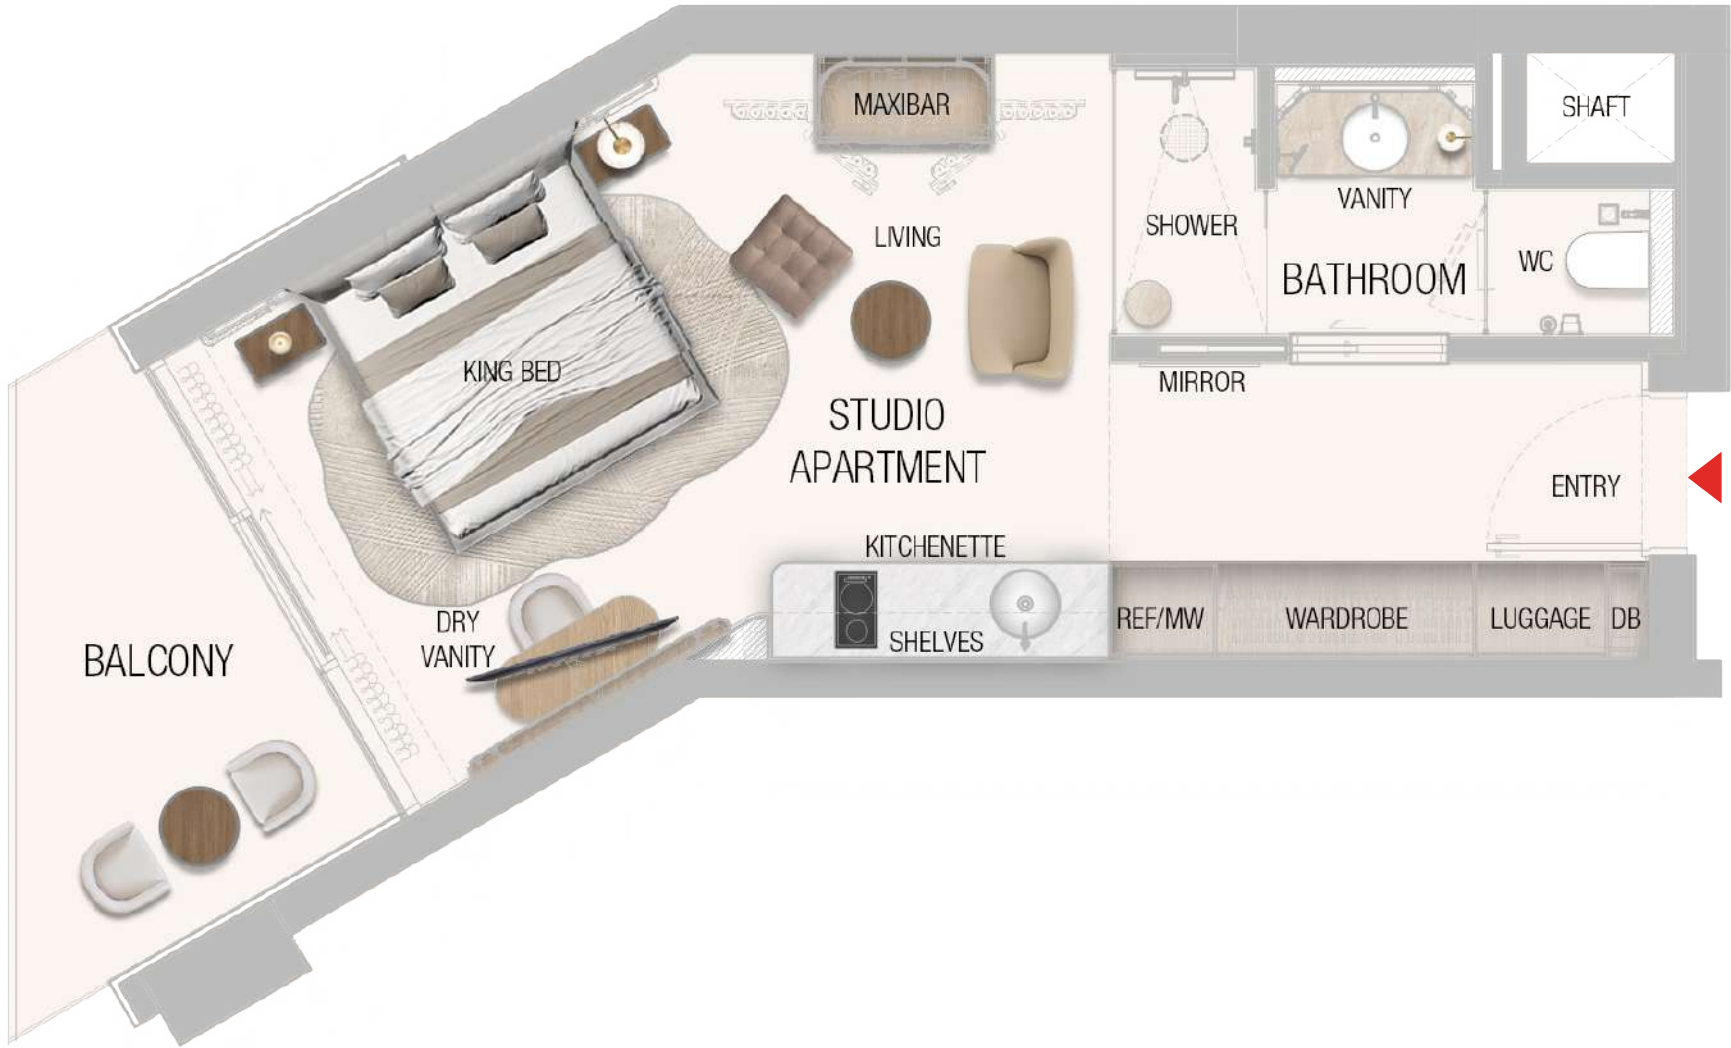 MAXIBAR
SHAFT
VANITY
SHOWER
LIVING
WC
BATHROOM
KING BED
MIRROR
STUDIO
APARTMENT
ENTRY
KITCHENETTE
DRY
VANITY
SHELVES
REF/MW
WARDROBE
LUGGAGE
DB
BALCONY